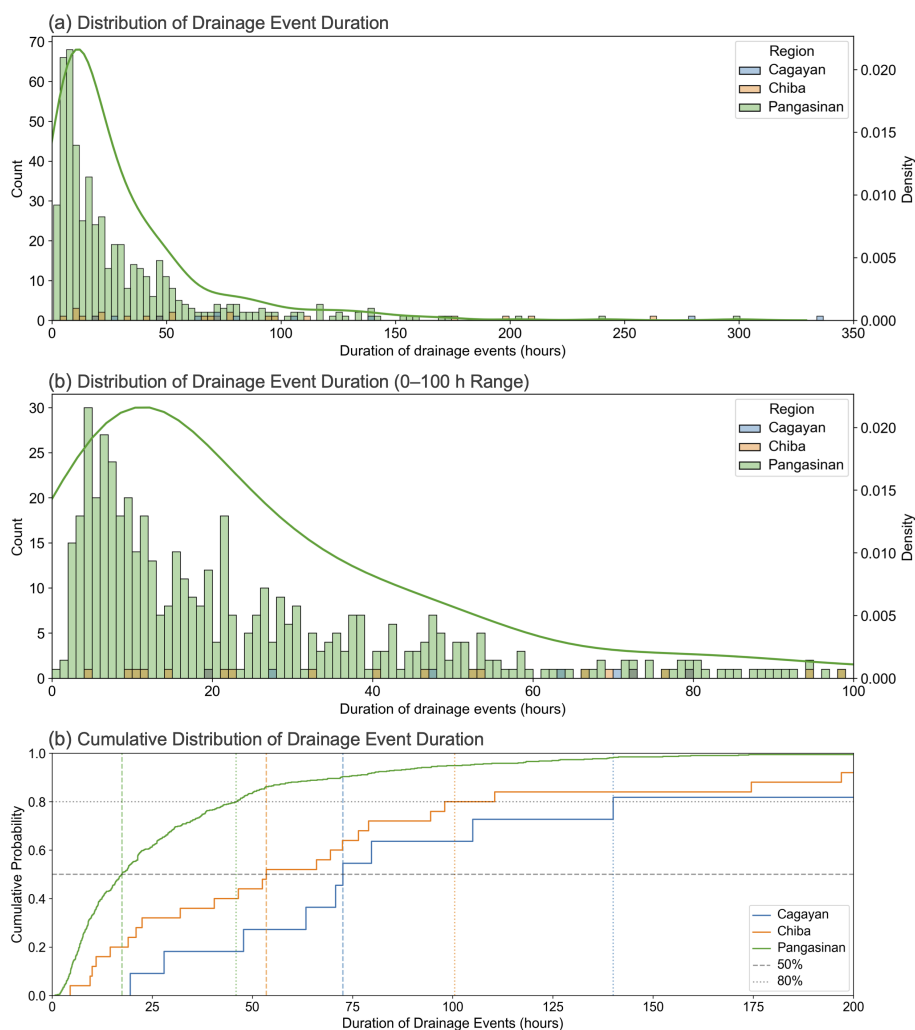 (a) Distribution of Drainage Event Duration
70
60
50
40
30
20
10
0
Count
0 50 100 150 200 250 300 350
Duration of drainage events (hours)
0.020
0.015
0.010
0.005
0.000
Density
Region
Cagayan
Chiba
Pangasinan
(b) Distribution of Drainage Event Duration (0–100 h Range)
30
25
20
15
10
5
0
Count
0 20 40 60 80 100
Duration of drainage events (hours)
0.020
0.015
0.010
0.005
0.000
Density
Region
Cagayan
Chiba
Pangasinan
(b) Cumulative Distribution of Drainage Event Duration
1.0
0.8
0.6
0.4
0.2
0.0
Cumulative Probability
0 25 50 75 100 125 150 175 200
Duration of Drainage Events (hours)
Cagayan
Chiba
Pangasinan
50%
80%